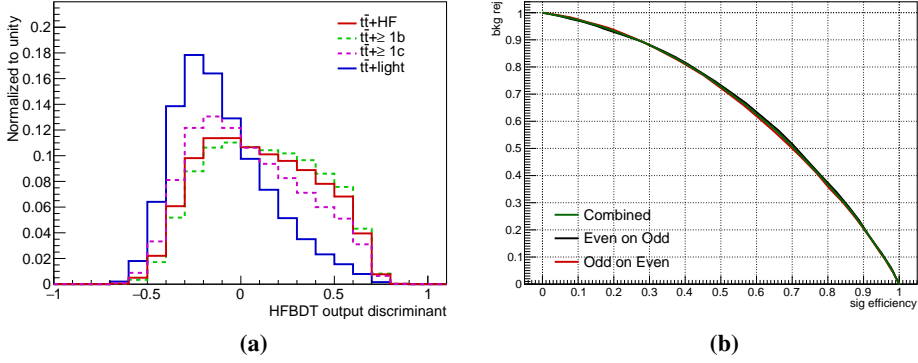 Normalized to unity
0.2
0.18
0.16
0.14
0.12
0.1
0.08
0.06
0.04
0.02
0
−1
−0.5
0
0.5
1
HFBDT output discriminant
tt̄+HF
tt̄+≥ 1b
tt̄+≥ 1c
tt̄+light
(a)
bkg rej
1
0.9
0.8
0.7
0.6
0.5
0.4
0.3
0.2
0.1
0
Combined
Even on Odd
Odd on Even
0
0.1
0.2
0.3
0.4
0.5
0.6
0.7
0.8
0.9
1
sig efficiency
(b)